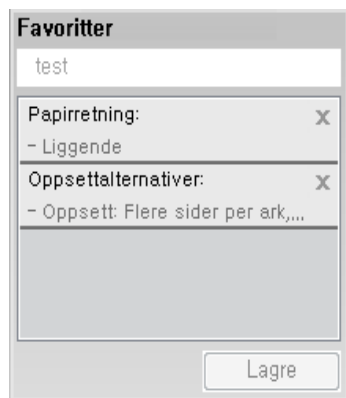 Favoritter
test
Papirretning: x
- Liggende
Oppsettalternativer: x
- Oppsett: Flere sider per ark,...
Lagre